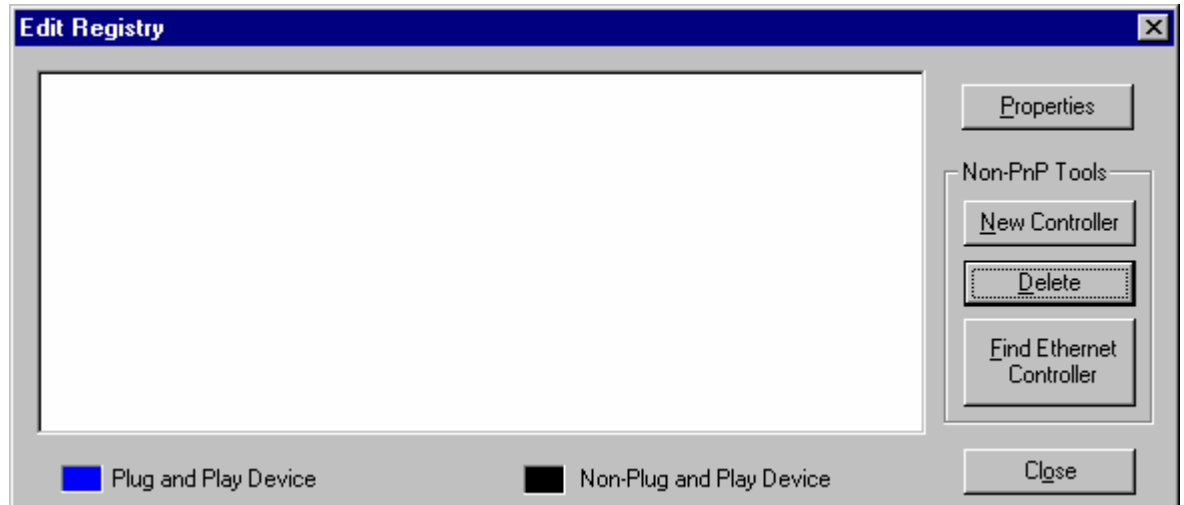 Edit Registry
Properties
Non-PnP Tools
New Controller
Delete
Find Ethernet
Controller
Plug and Play Device
Non-Plug and Play Device
Close